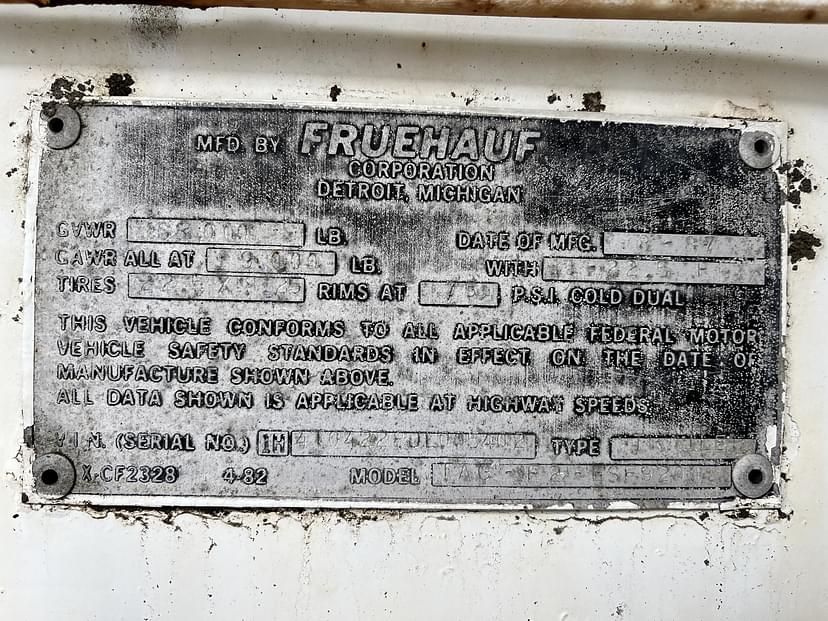 MFD. BY FRUEHAUF
CORPORATION
DETROIT, MICHIGAN
GVWR LB. DATE OF MFG.
GAWR ALL AT LB. WITH
TIRES RIMS AT P.S.I. COLD DUAL
THIS VEHICLE CONFORMS TO ALL APPLICABLE FEDERAL MOTOR
VEHICLE SAFETY STANDARDS IN EFFECT ON THE DATE OF
MANUFACTURE SHOWN ABOVE.
ALL DATA SHOWN IS APPLICABLE AT HIGHWAY SPEEDS
V.I.N. (SERIAL NO.) 1H TYPE
X-CF2328 4-82 MODEL